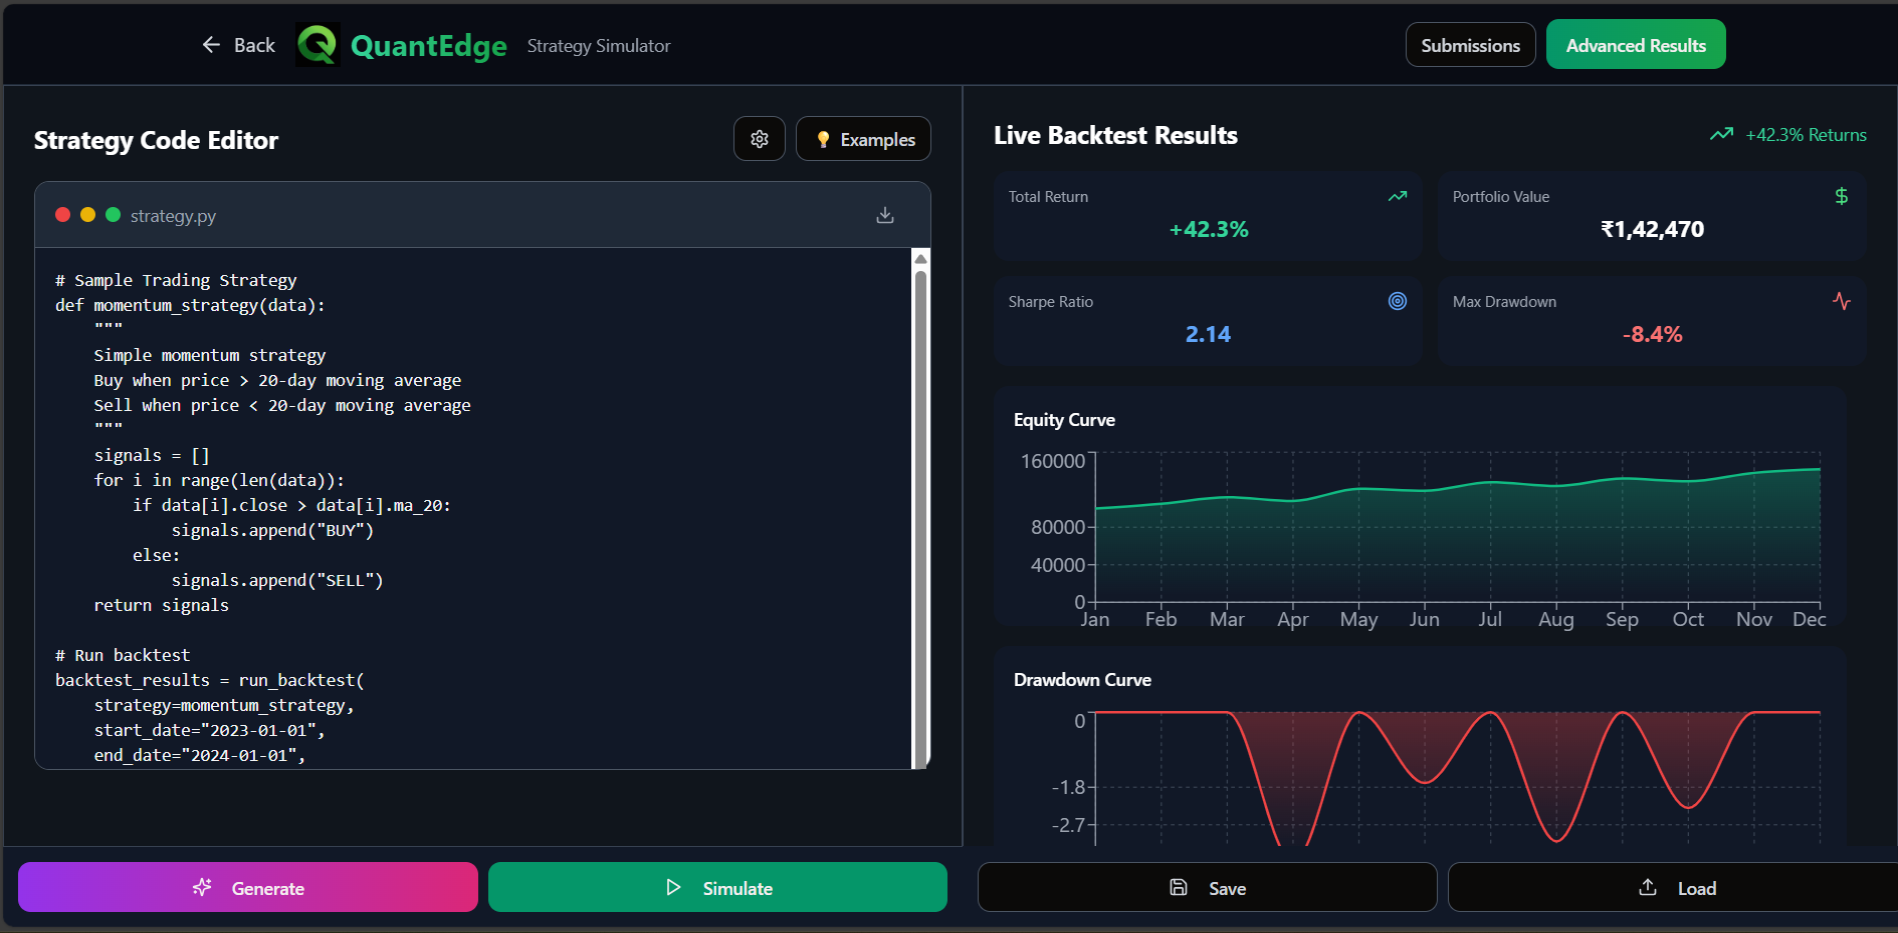 Back
QuantEdge
Strategy Simulator
Submissions
Advanced Results
Strategy Code Editor
Examples
strategy.py
# Sample Trading Strategy
def momentum_strategy(data):
    """
    Simple momentum strategy
    Buy when price > 20-day moving average
    Sell when price < 20-day moving average
    """
    signals = []
    for i in range(len(data)):
        if data[i].close > data[i].ma_20:
            signals.append("BUY")
        else:
            signals.append("SELL")
    return signals

# Run backtest
backtest_results = run_backtest(
    strategy=momentum_strategy,
    start_date="2023-01-01",
    end_date="2024-01-01",
Generate
Simulate
Live Backtest Results
+42.3% Returns
Total Return
+42.3%
Portfolio Value
$
₹1,42,470
Sharpe Ratio
2.14
Max Drawdown
-8.4%
Equity Curve
160000
80000
40000
0
Jan Feb Mar Apr May Jun Jul Aug Sep Oct Nov Dec
Drawdown Curve
0
-1.8
-2.7
Save
Load